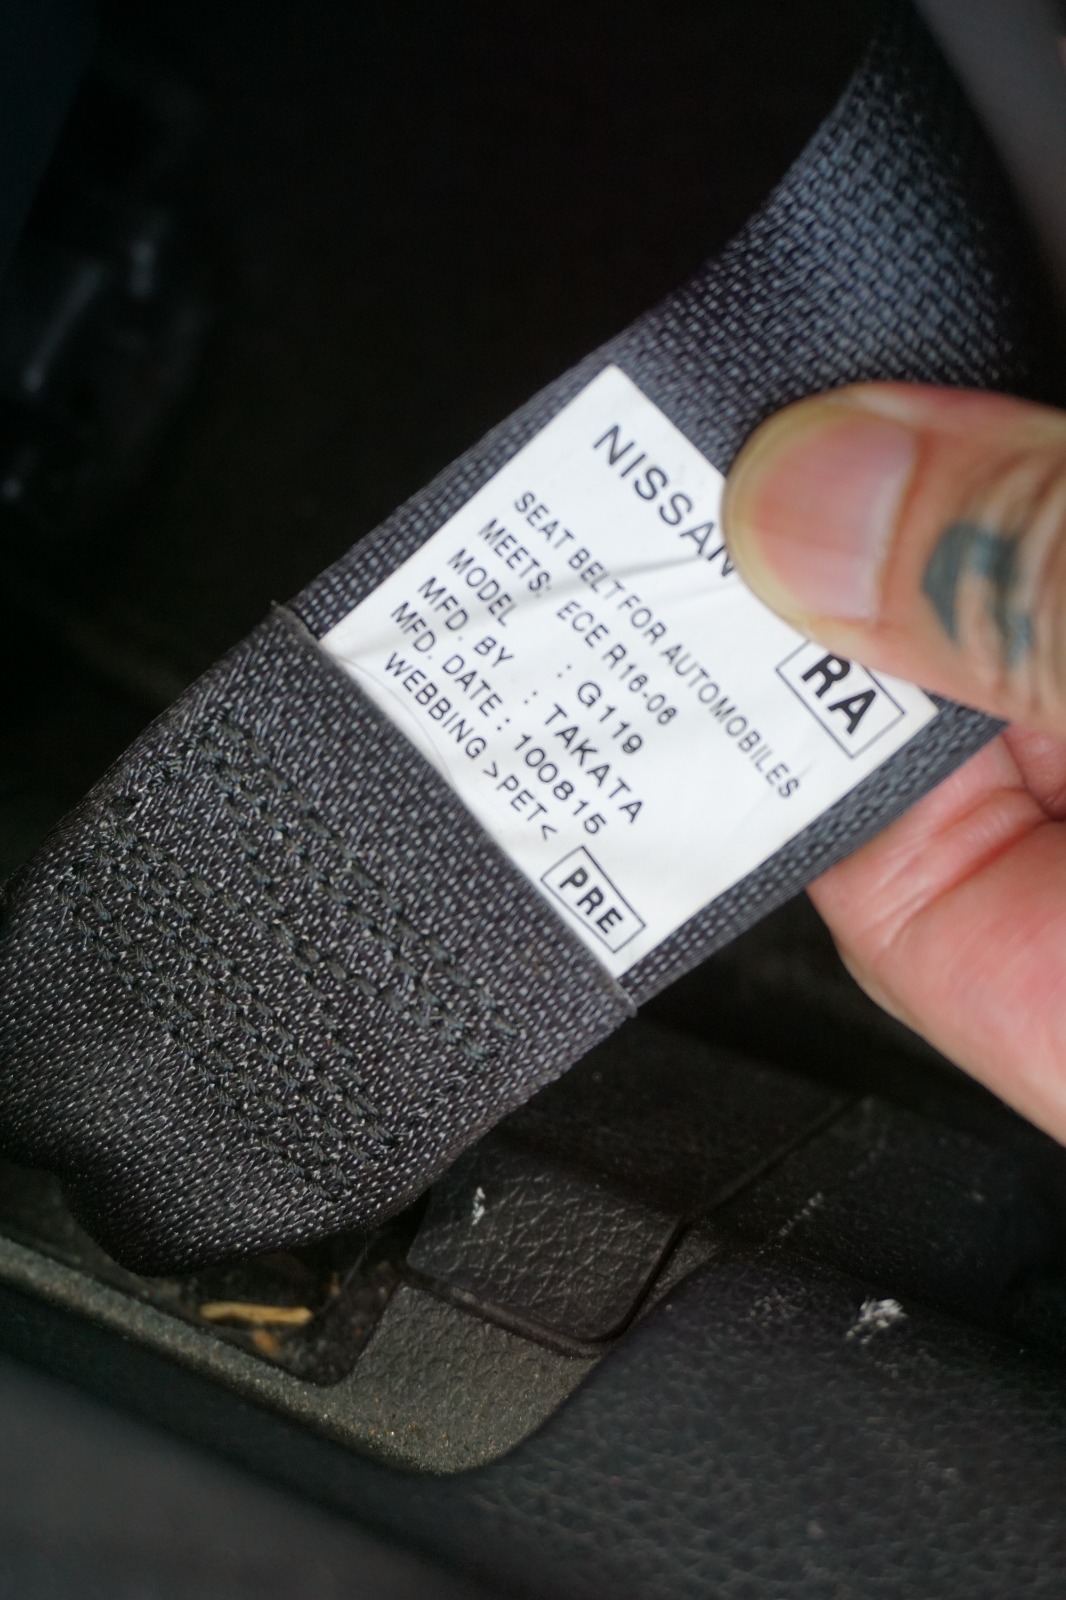 NISSAN
RA
SEAT BELT FOR AUTOMOBILES
MEETS: ECE R16-06
MODEL : G119
MFD. BY : TAKATA
MFD. DATE : 100815
WEBBING >PET<
PRE